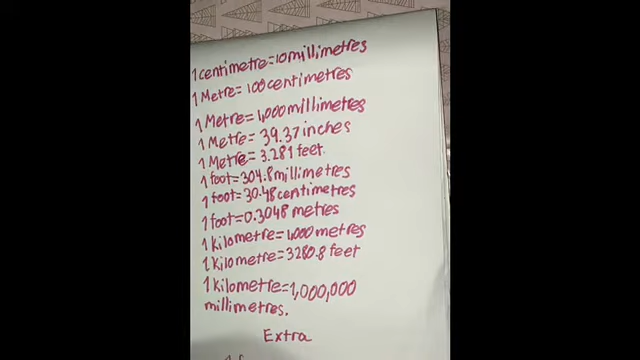 1 centimetre=10 millimetres
1 Metre=100 centimetres
1 Metre=1,000 millimetres
1 Metre= 39.37 inches
1 Metre=3.281 feet.
1 foot=304.8 millimetres
1 foot=30.48 centimetres
1 foot=0.3048 metres
1 kilometre=1,000 metres
1 kilometre=3280.8 feet
1 kilometre=1,000,000
millimetres.
Extra